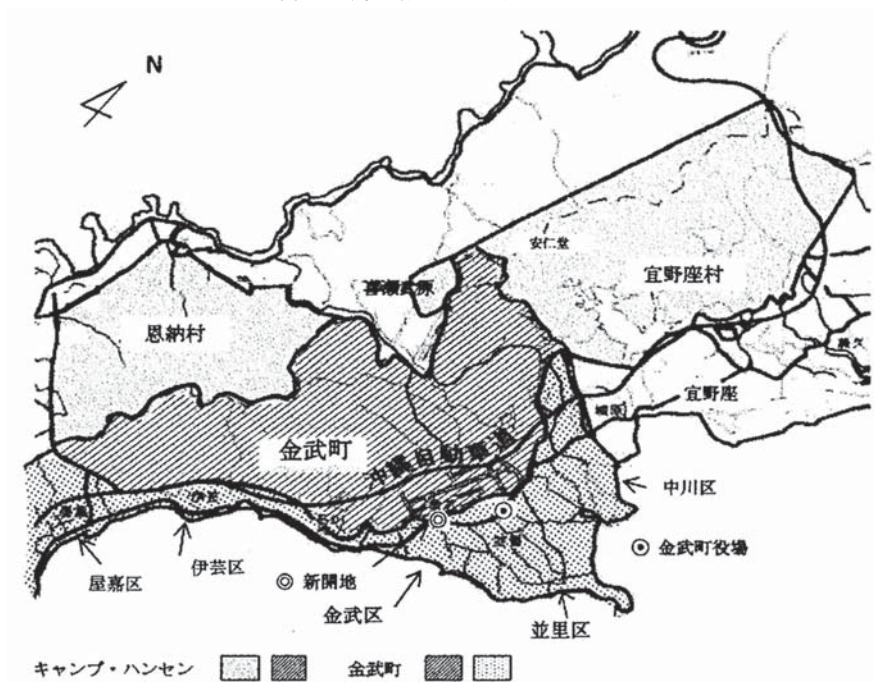 N
安仁堂
喜瀬武原
宜野座村
恩納村
宜野座
城原
金武町
沖縄自動車道
中川区
金武町役場
屋嘉区
伊芸区
新開地
金武区
並里区
キャンプ・ハンセン
金武町